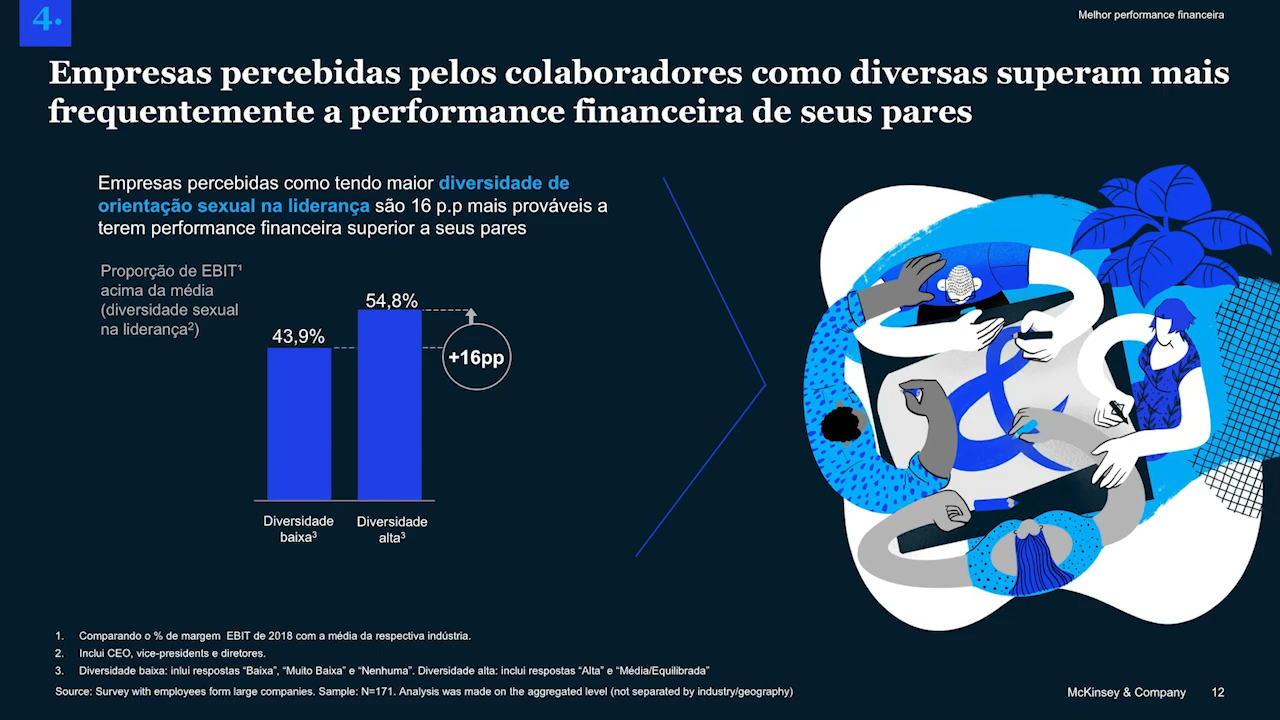 4.
Melhor performance financeira
Empresas percebidas pelos colaboradores como diversas superam mais
frequentemente a performance financeira de seus pares
Empresas percebidas como tendo maior diversidade de
orientação sexual na liderança são 16 p.p mais prováveis a
terem performance financeira superior a seus pares
Proporção de EBIT¹
acima da média
(diversidade sexual
na liderança²)
43,9%
54,8%
+16pp
Diversidade
baixa³
Diversidade
alta³
1. Comparando o % de margem EBIT de 2018 com a média da respectiva indústria.
2. Inclui CEO, vice-presidents e diretores.
3. Diversidade baixa: inlui respostas “Baixa”, “Muito Baixa” e “Nenhuma”. Diversidade alta: inclui respostas “Alta” e “Média/Equilibrada”
Source: Survey with employees form large companies. Sample: N=171. Analysis was made on the aggregated level (not separated by industry/geography)
McKinsey & Company 12